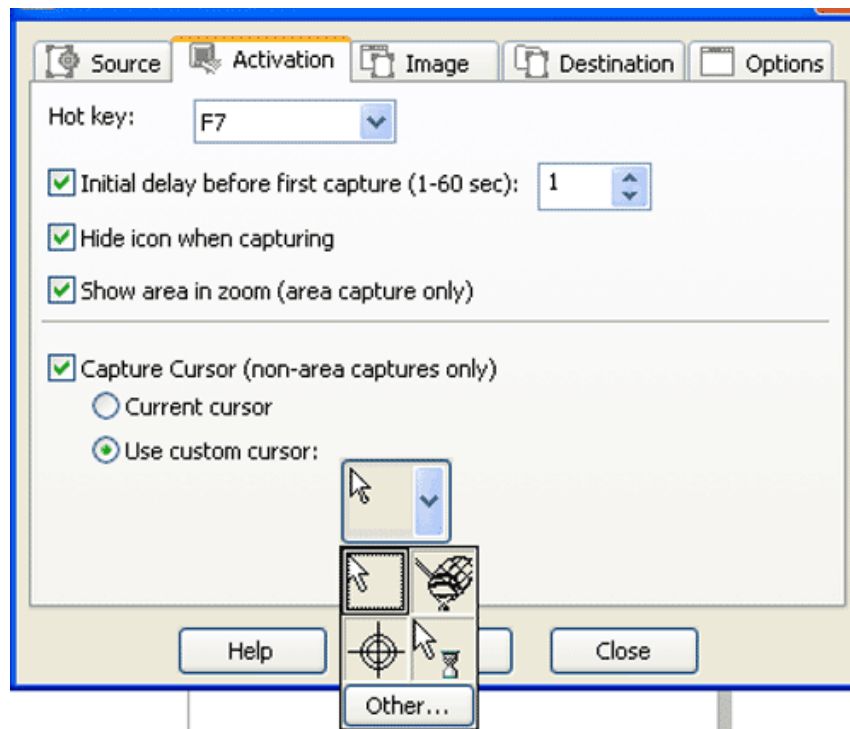 Source Activation Image Destination Options
Hot key: F7
Initial delay before first capture (1-60 sec): 1
Hide icon when capturing
Show area in zoom (area capture only)
Capture Cursor (non-area captures only)
Current cursor
Use custom cursor:
Help Close
Other...